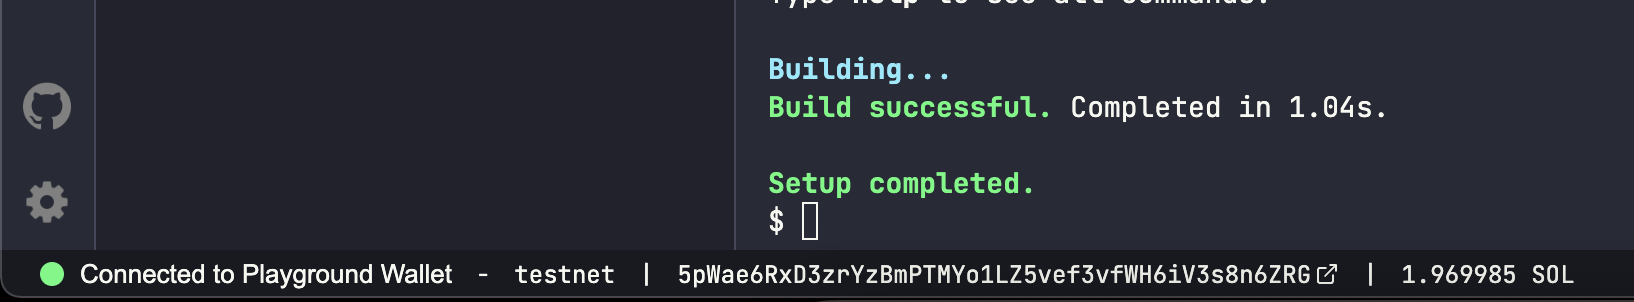 Type help to see all commands.
Building...
Build successful. Completed in 1.04s.
Setup completed.
$
Connected to Playground Wallet - testnet | 5pWae6RxD3zrYzBmPTMYo1LZ5vef3vfWH6iV3s8n6ZRG | 1.969985 SOL